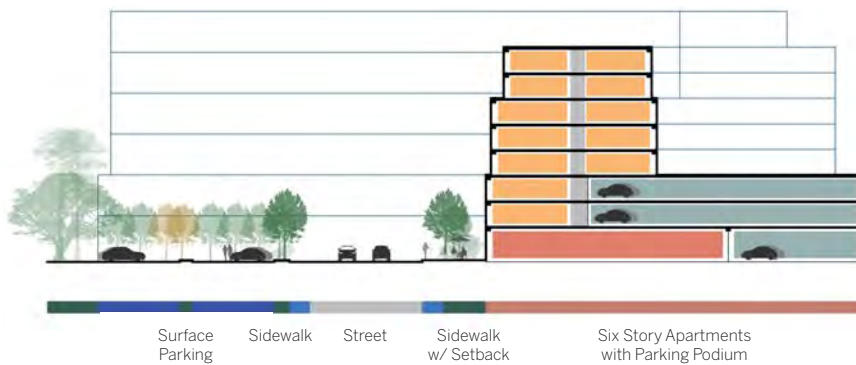 Surface
Parking
Sidewalk
Street
Sidewalk
w/ Setback
Six Story Apartments
with Parking Podium